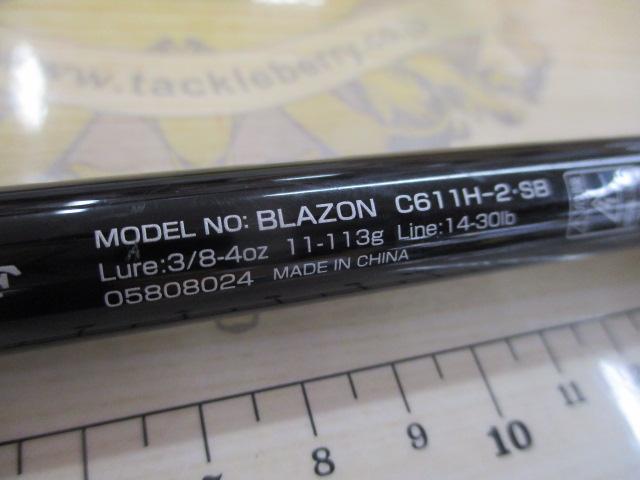 www.tackleberry.co.jp
MODEL NO: BLAZON C611H-2·SB
Lure:3/8-4oz 11-113g Line:14-30lb
05808024 MADE IN CHINA
8 9 10 11